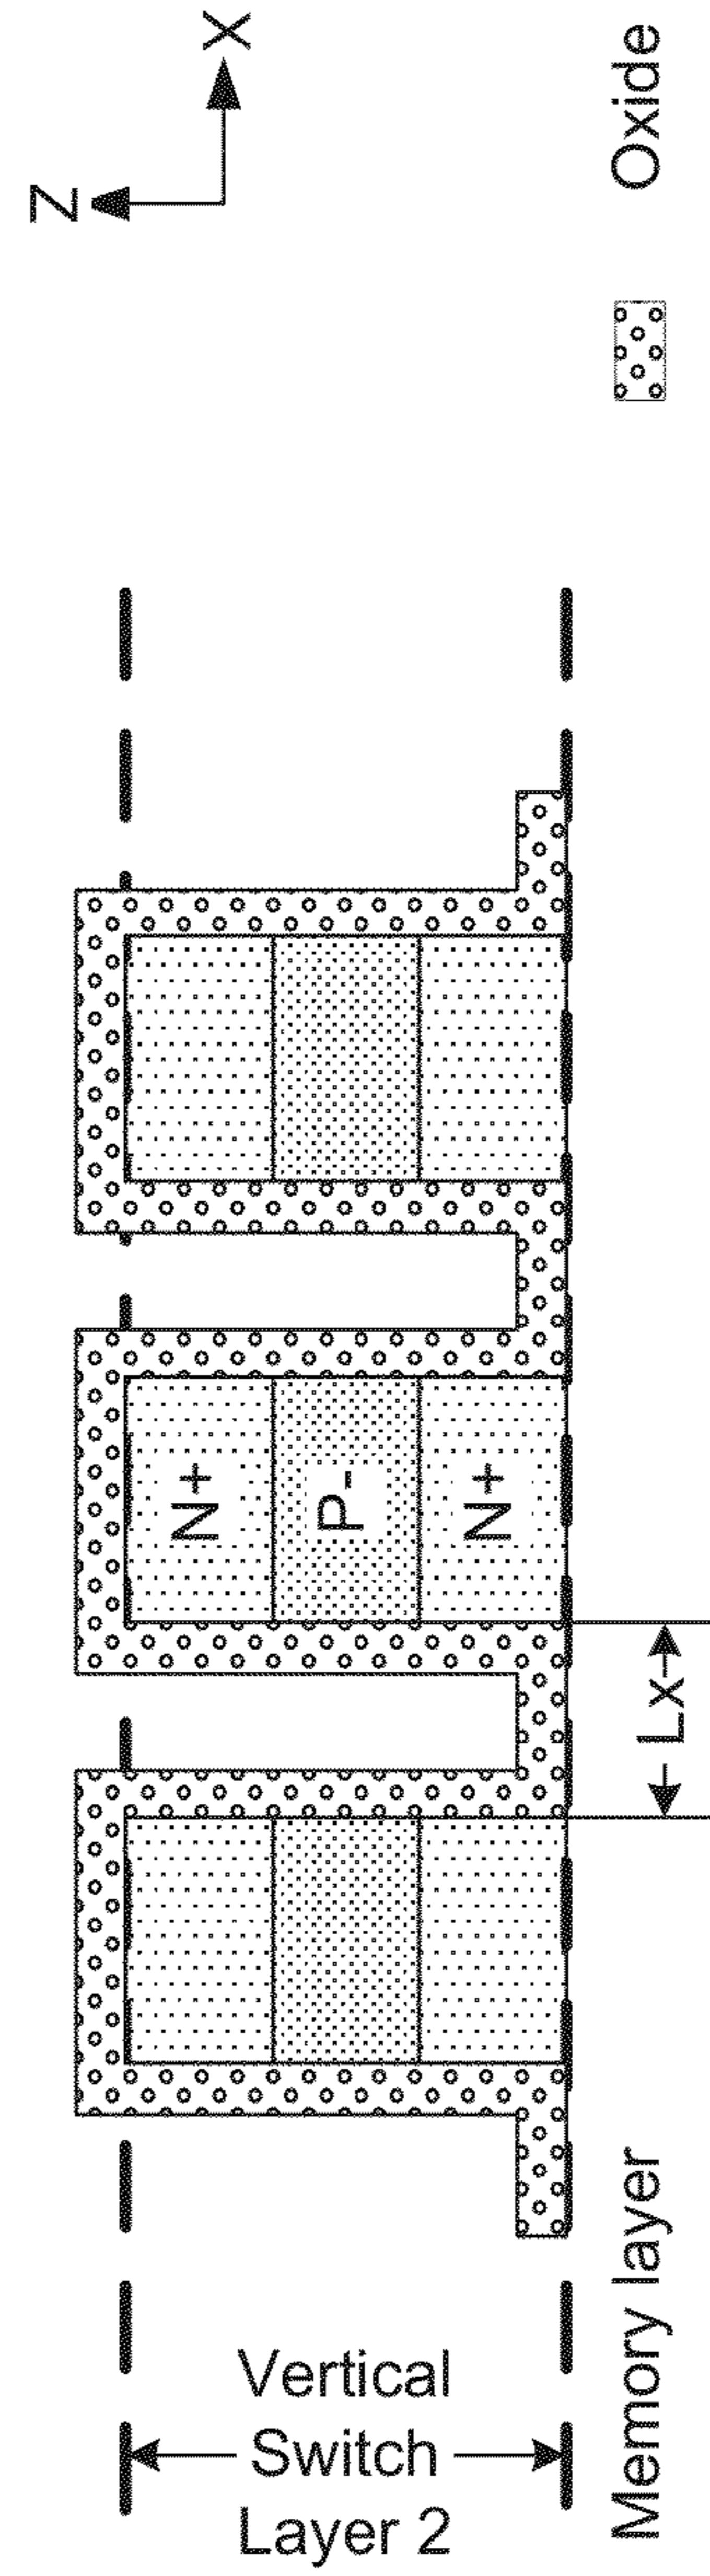 Z
X
Vertical
Switch
Layer 2
N+
P-
N+
Memory layer
Lx
Oxide